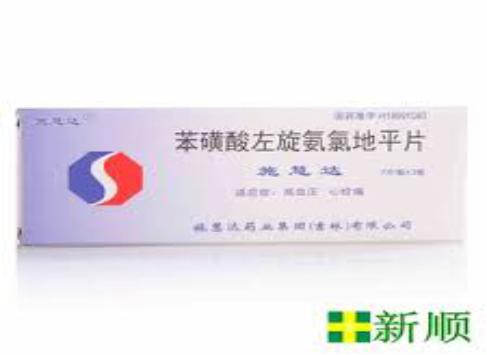 施慧达
国药准字H19991083
苯磺酸左旋氨氯地平片
施慧达
适应症：高血压 心绞痛
施慧达药业集团(吉林)有限公司
新顺